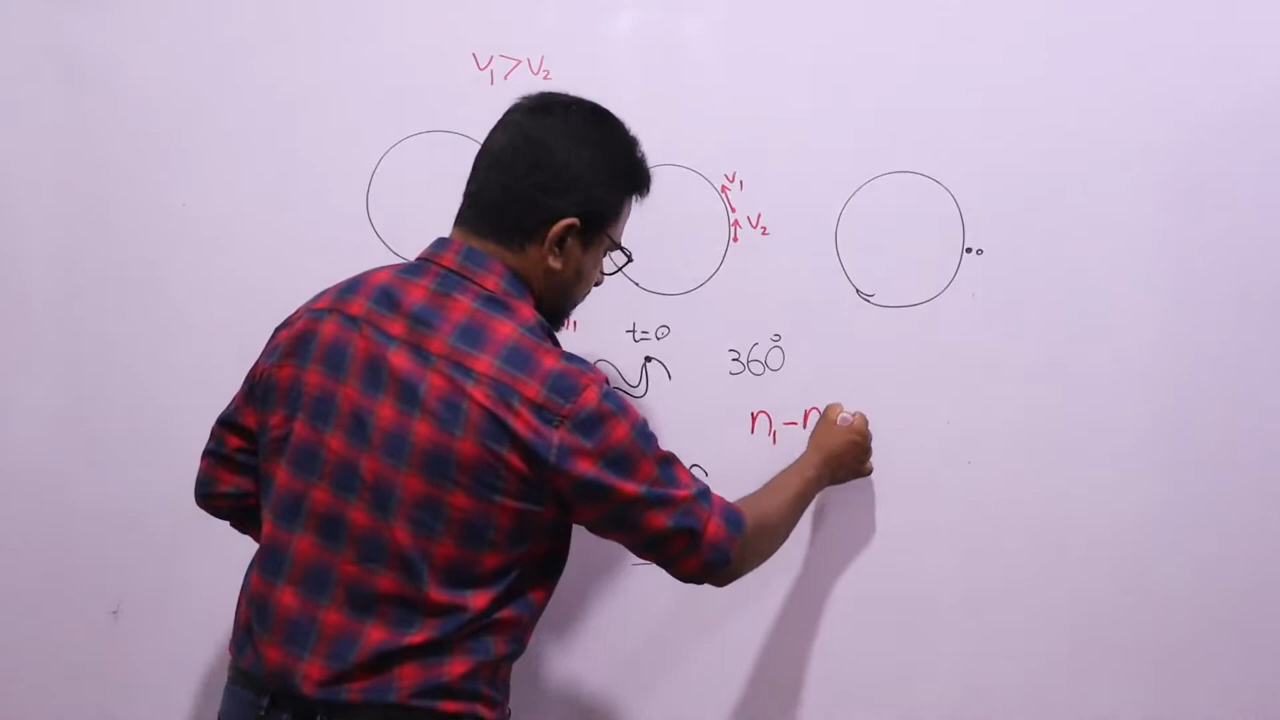 V₁ > V₂
V₁
V₂
t=0
360°
n₁ - n